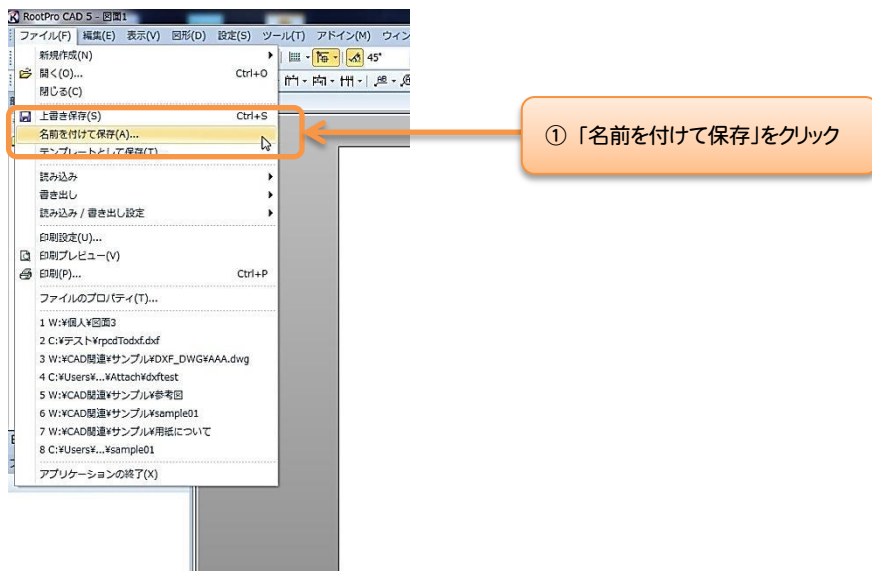 RootPro CAD 5 - 図面1
ファイル(F) 編集(E) 表示(V) 図形(D) 設定(S) ツール(T) アドイン(M) ウィン
新規作成(N)
45°
開く(O)... Ctrl+O
閉じる(C)
上書き保存(S) Ctrl+S
名前を付けて保存(A)...
① 「名前を付けて保存」をクリック
テンプレートとして保存(T)...
読み込み
書き出し
読み込み / 書き出し設定
印刷設定(U)...
印刷プレビュー(V)
印刷(P)... Ctrl+P
ファイルのプロパティ(T)...
1 W:¥個人¥図面3
2 C:¥テスト¥rpcdTodxf.dxf
3 W:¥CAD関連¥サンプル¥DXF_DWG¥AAA.dwg
4 C:¥Users¥...¥Attach¥dxftest
5 W:¥CAD関連¥サンプル¥参考図
6 W:¥CAD関連¥サンプル¥sample01
7 W:¥CAD関連¥サンプル¥用紙について
8 C:¥Users¥...¥sample01
アプリケーションの終了(X)